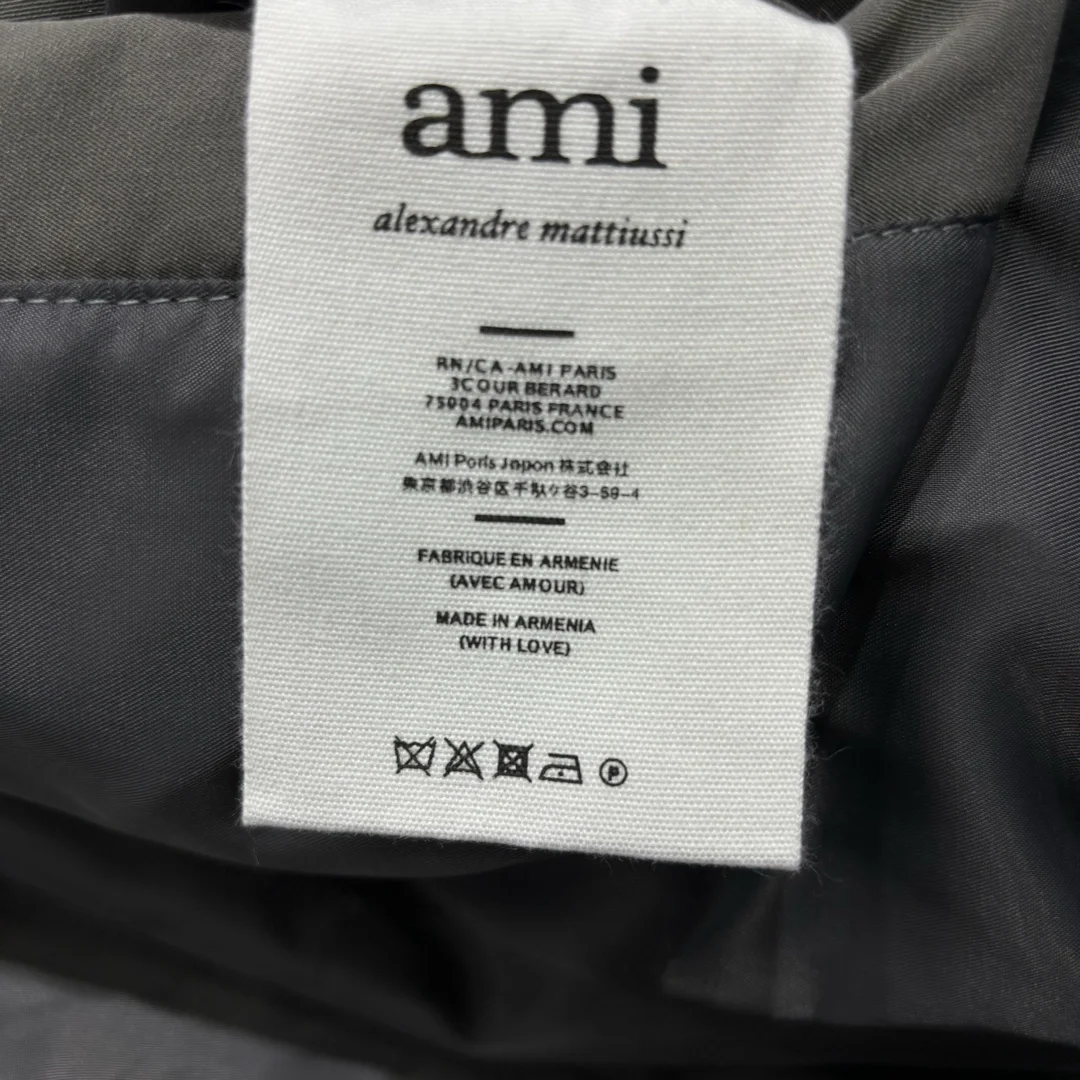 ami
alexandre mattiussi
RN/CA-AMI PARIS
3COUR BERARD
75004 PARIS FRANCE
AMIPARIS.COM
AMI Paris Japan 株式会社
東京都渋谷区千駄ヶ谷3-59-4
FABRIQUE EN ARMENIE
(AVEC AMOUR)
MADE IN ARMENIA
(WITH LOVE)
P